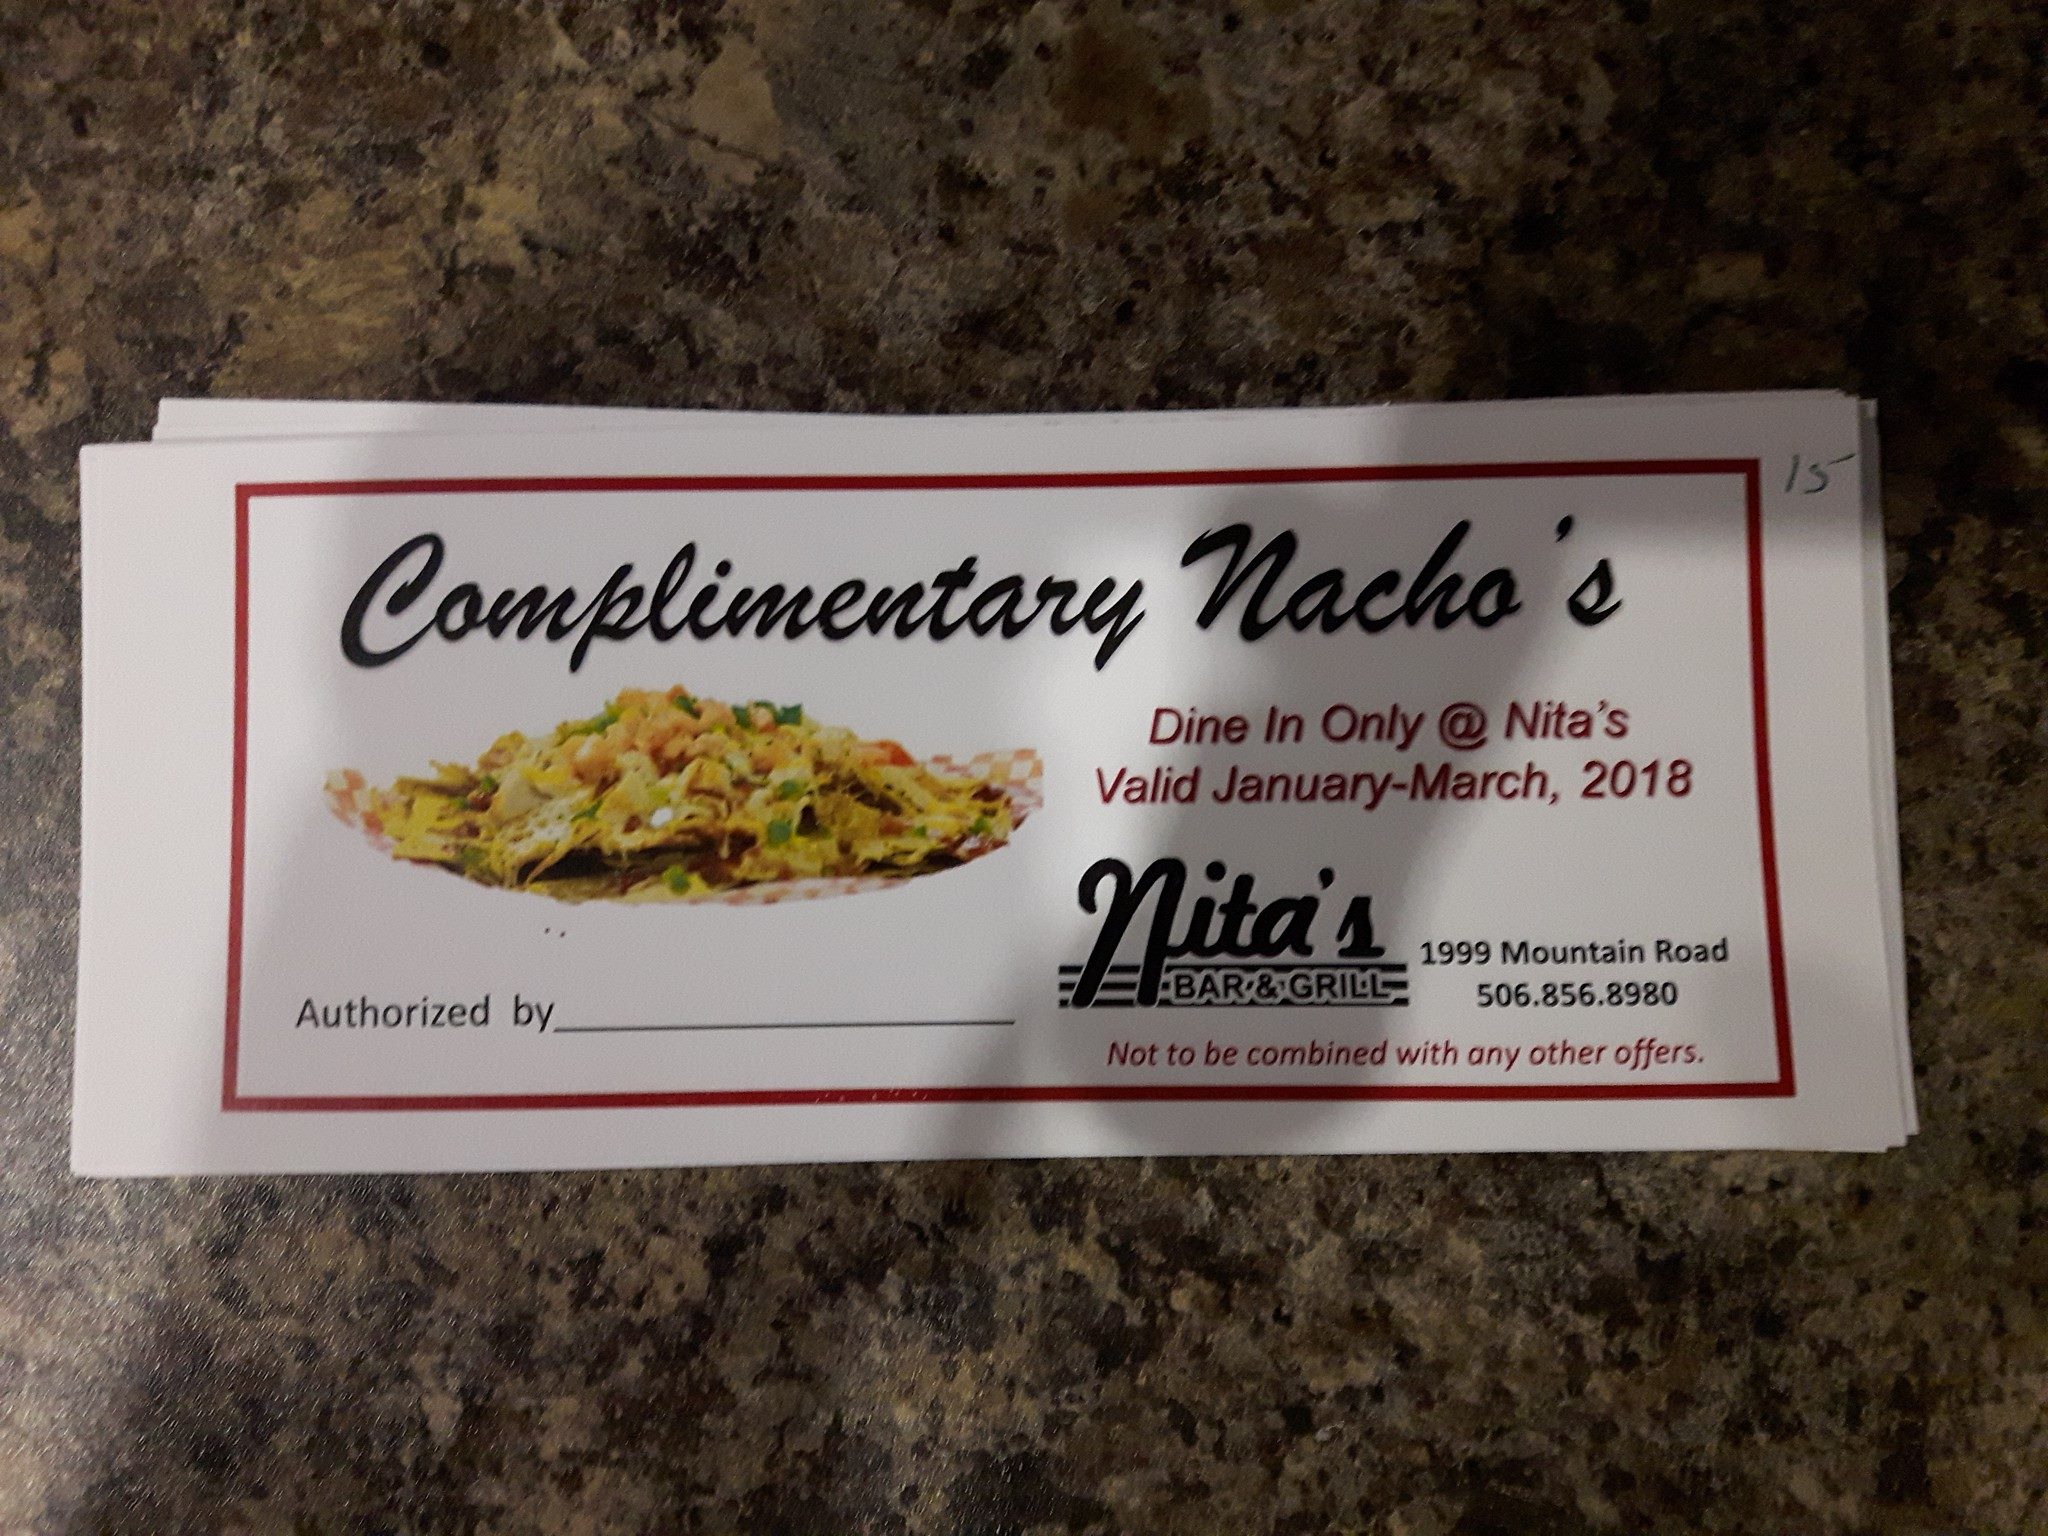 15
Complimentary Nacho's
Dine In Only @ Nita's
Valid January-March, 2018
Nita's
BAR & GRILL
1999 Mountain Road
506.856.8980
Authorized by
Not to be combined with any other offers.